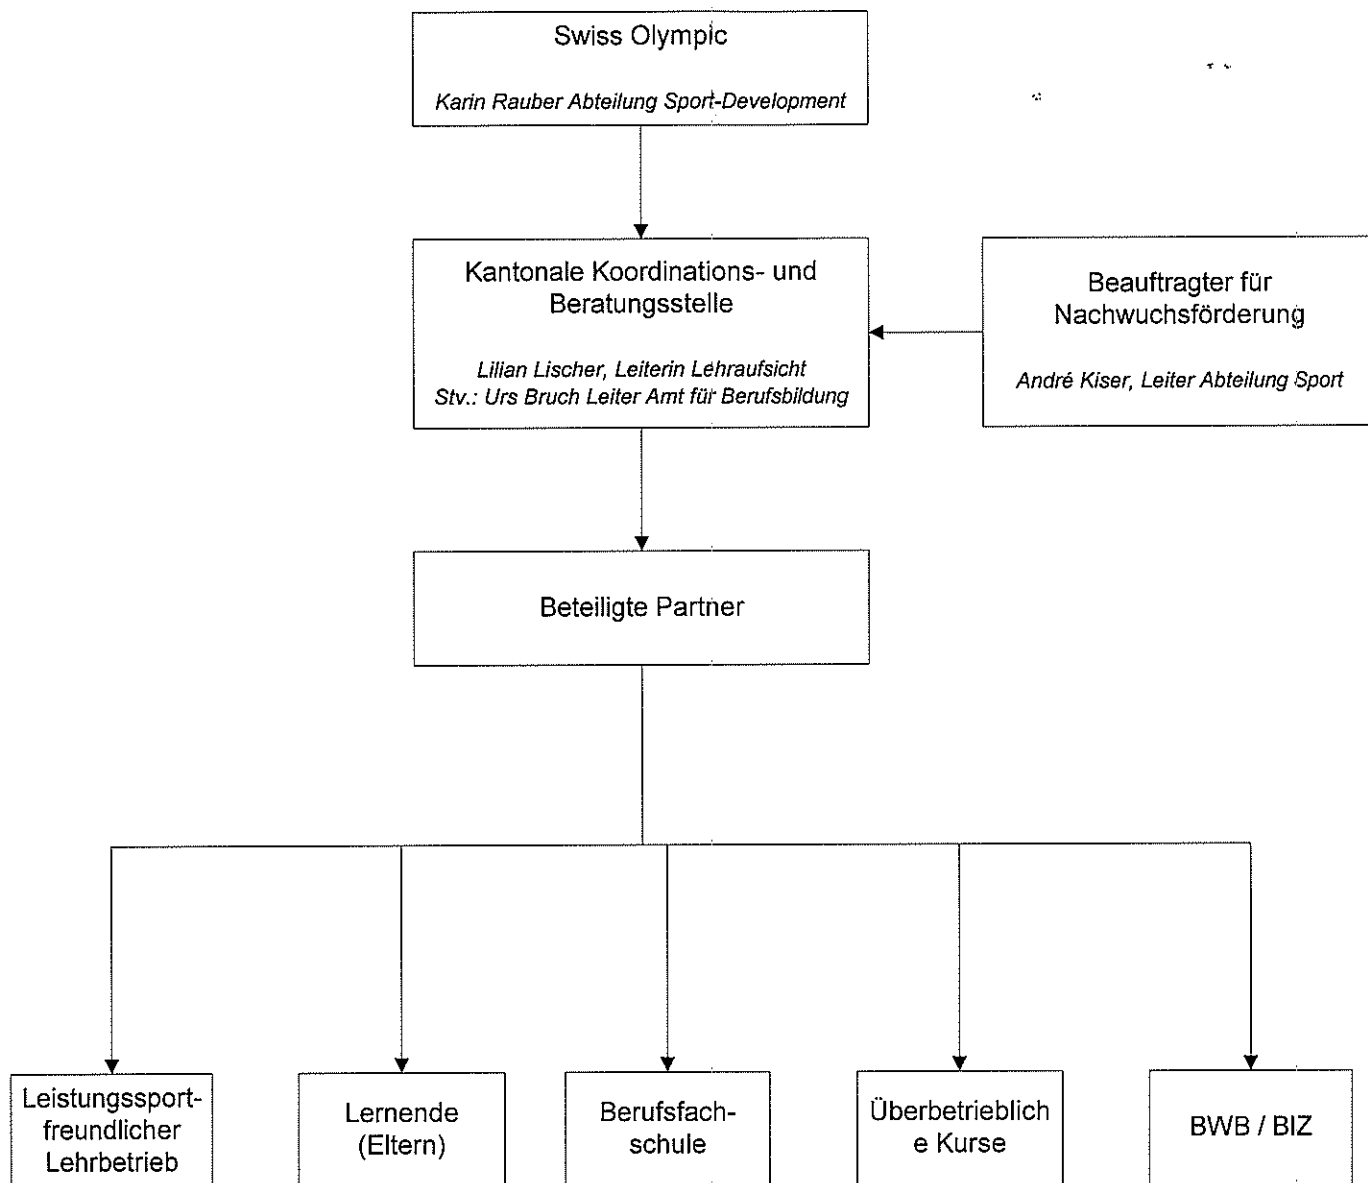 Swiss Olympic
Karin Rauber Abteilung Sport-Development
Kantonale Koordinations- und
Beratungsstelle
Lilian Lischer, Leiterin Lehraufsicht
Stv.: Urs Bruch Leiter Amt für Berufsbildung
Beauftragter für
Nachwuchsförderung
André Kiser, Leiter Abteilung Sport
Beteiligte Partner
Leistungssport-
freundlicher
Lehrbetrieb
Lernende
(Eltern)
Berufsfach-
schule
Überbetrieblich
e Kurse
BWB / BIZ